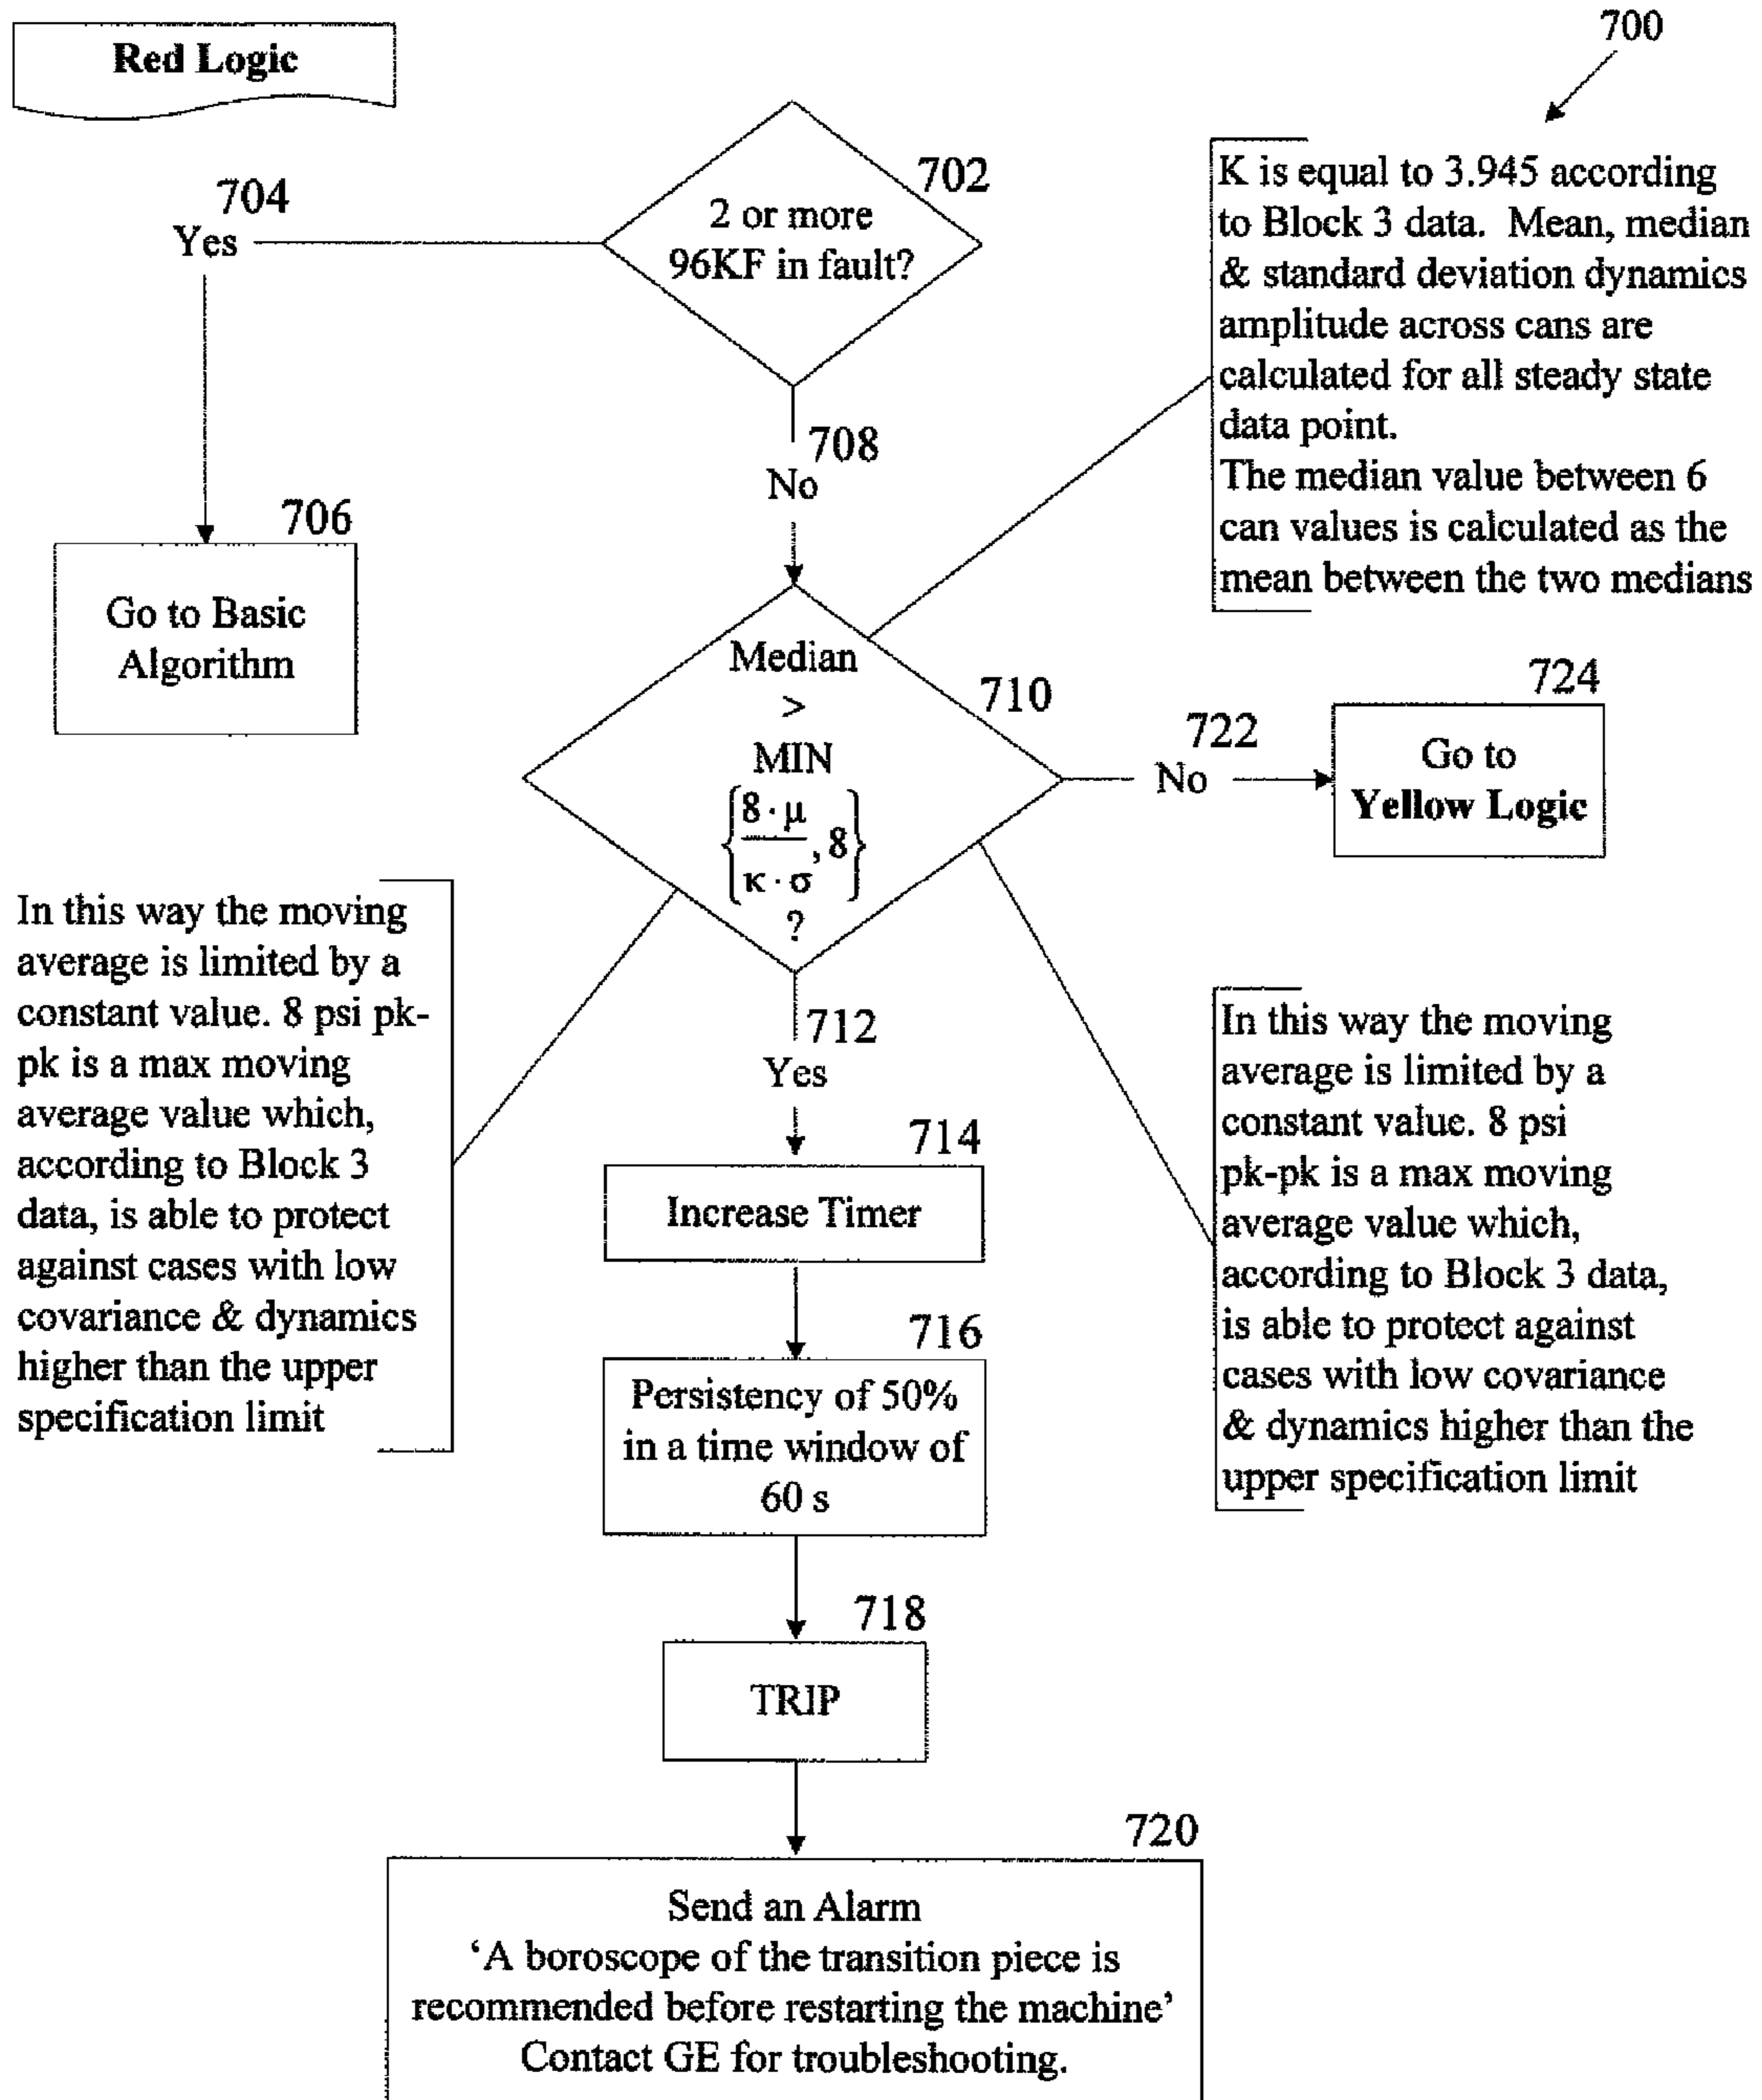 Red Logic
700
702
2 or more
96KF in fault?
704
Yes
K is equal to 3.945 according
to Block 3 data. Mean, median
& standard deviation dynamics
amplitude across cans are
calculated for all steady state
data point.
The median value between 6
can values is calculated as the
mean between the two medians
708
No
706
Go to Basic
Algorithm
710
Median
>
MIN
{8 · μ / κ · σ, 8}
?
722
No
724
Go to
Yellow Logic
In this way the moving
average is limited by a
constant value. 8 psi pk-
pk is a max moving
average value which,
according to Block 3
data, is able to protect
against cases with low
covariance & dynamics
higher than the upper
specification limit
In this way the moving
average is limited by a
constant value. 8 psi
pk-pk is a max moving
average value which,
according to Block 3 data,
is able to protect against
cases with low covariance
& dynamics higher than the
upper specification limit
712
Yes
714
Increase Timer
716
Persistency of 50%
in a time window of
60 s
718
TRIP
720
Send an Alarm
‘A boroscope of the transition piece is
recommended before restarting the machine’
Contact GE for troubleshooting.